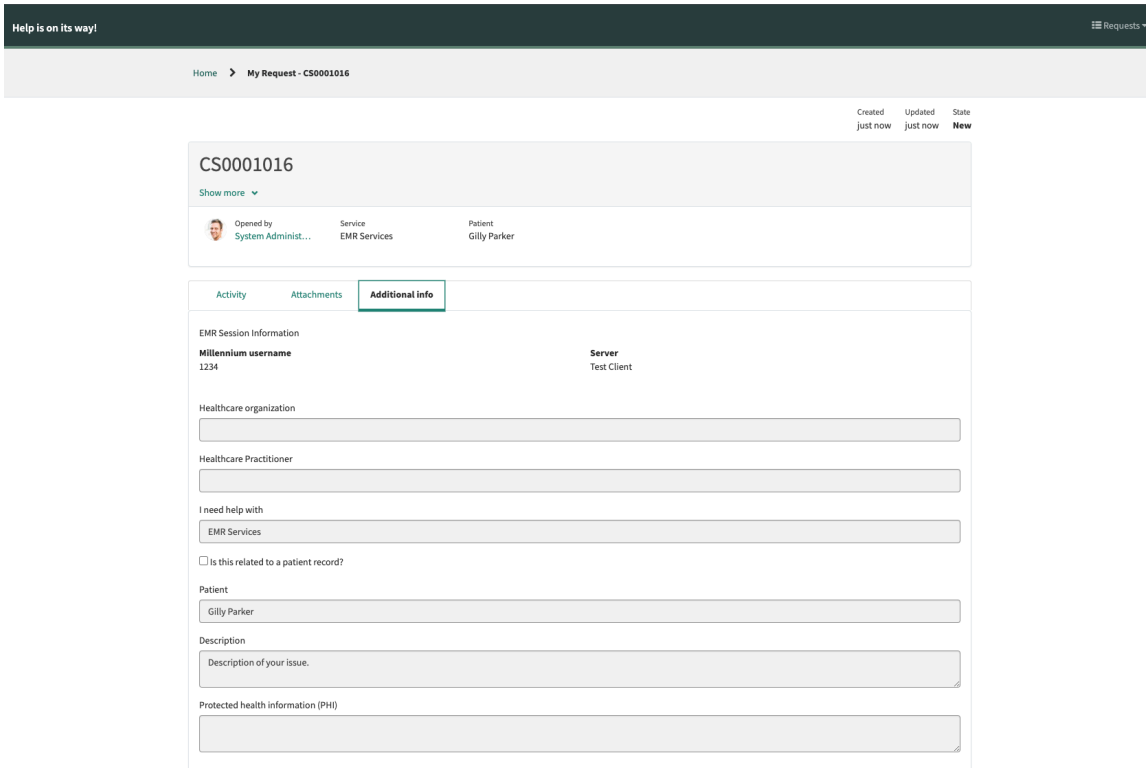 Help is on its way!
Requests
Home > My Request - CS0001016
Created Updated State
just now just now New
CS0001016
Show more
Opened by Service Patient
System Administ... EMR Services Gilly Parker
Activity Attachments Additional info
EMR Session Information
Millennium username Server
1234 Test Client
Healthcare organization
Healthcare Practitioner
I need help with
EMR Services
Is this related to a patient record?
Patient
Gilly Parker
Description
Description of your issue.
Protected health information (PHI)